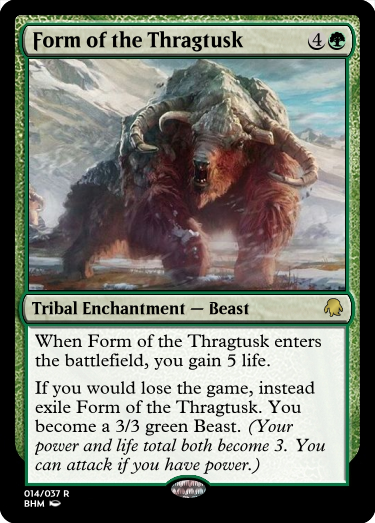 Form of the Thragtusk 4
Tribal Enchantment — Beast
When Form of the Thragtusk enters
the battlefield, you gain 5 life.
If you would lose the game, instead
exile Form of the Thragtusk. You
become a 3/3 green Beast. (Your
power and life total both become 3. You
can attack if you have power.)
014/037 R
BHM